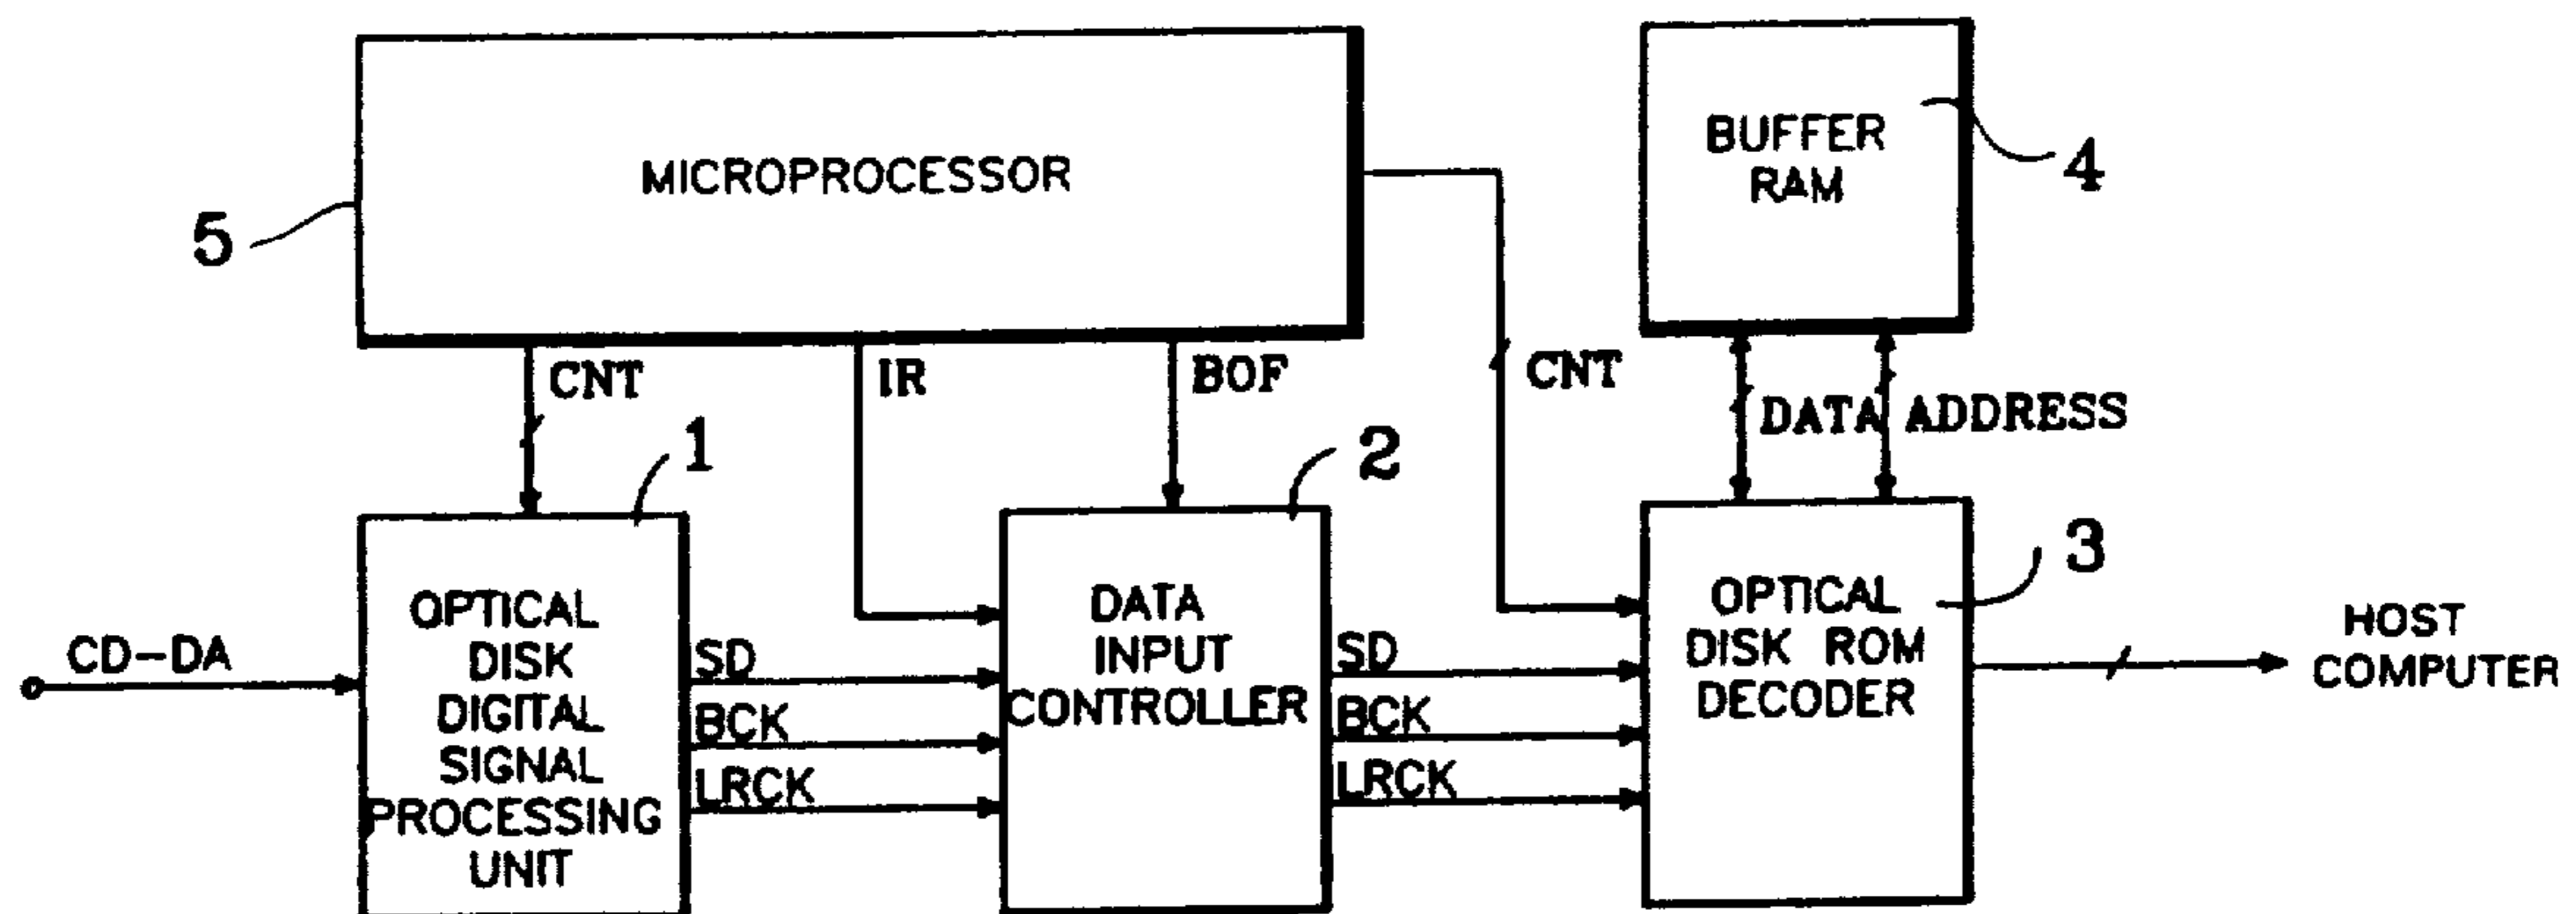 MICROPROCESSOR
5
BUFFER
RAM
4
CNT
IR
BOF
CNT
DATA ADDRESS
1
2
3
CD-DA
OPTICAL
DISK
DIGITAL
SIGNAL
PROCESSING
UNIT
SD
BCK
LRCK
DATA
INPUT
CONTROLLER
SD
BCK
LRCK
OPTICAL
DISK ROM
DECODER
HOST
COMPUTER